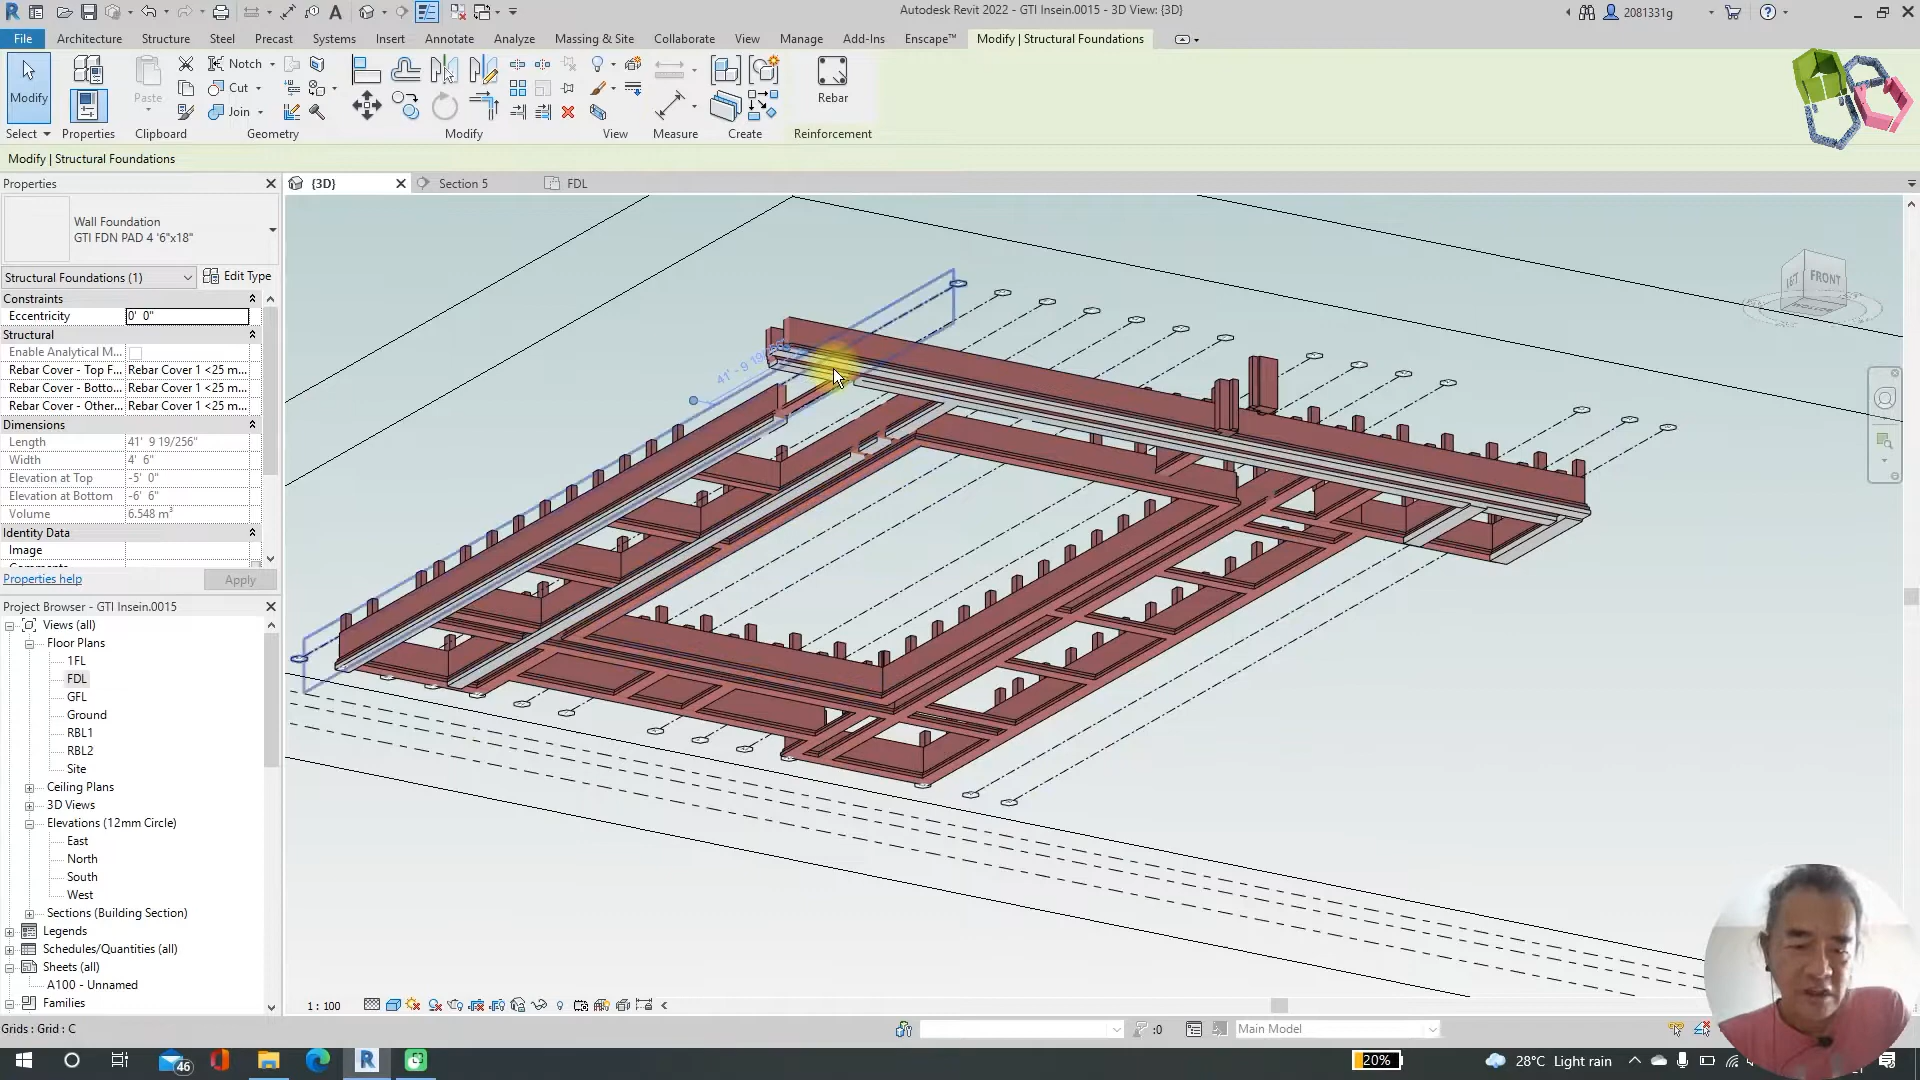 Autodesk Revit 2022 - GTI Insein.0015 - 3D View: {3D}
2081331g
File Architecture Structure Steel Precast Systems Insert Annotate Analyze Massing & Site Collaborate View Manage Add-Ins Enscape™ Modify | Structural Foundations
Modify
Paste
Notch
Cut
Join
Rebar
Select Properties Clipboard Geometry Modify View Measure Create Reinforcement
Modify | Structural Foundations
Properties
{3D} Section 5 FDL
Wall Foundation
GTI FDN PAD 4 '6"x18"
Structural Foundations (1) Edit Type
Constraints
Eccentricity 0' 0"
Structural
Enable Analytical M...
Rebar Cover - Top F... Rebar Cover 1 <25 m...
Rebar Cover - Botto... Rebar Cover 1 <25 m...
Rebar Cover - Other... Rebar Cover 1 <25 m...
Dimensions
Length 41' 9 19/256"
Width 4' 6"
Elevation at Top -5' 0"
Elevation at Bottom -6' 6"
Volume 6.548 m³
Identity Data
Image
Properties help Apply
Project Browser - GTI Insein.0015
Views (all)
Floor Plans
1FL
FDL
GFL
Ground
RBL1
RBL2
Site
Ceiling Plans
3D Views
Elevations (12mm Circle)
East
North
South
West
Sections (Building Section)
Legends
Schedules/Quantities (all)
Sheets (all)
A100 - Unnamed
Families
FRONT
1 : 100
Grids : Grid : C
:0
Main Model
46
20%
28°C Light rain